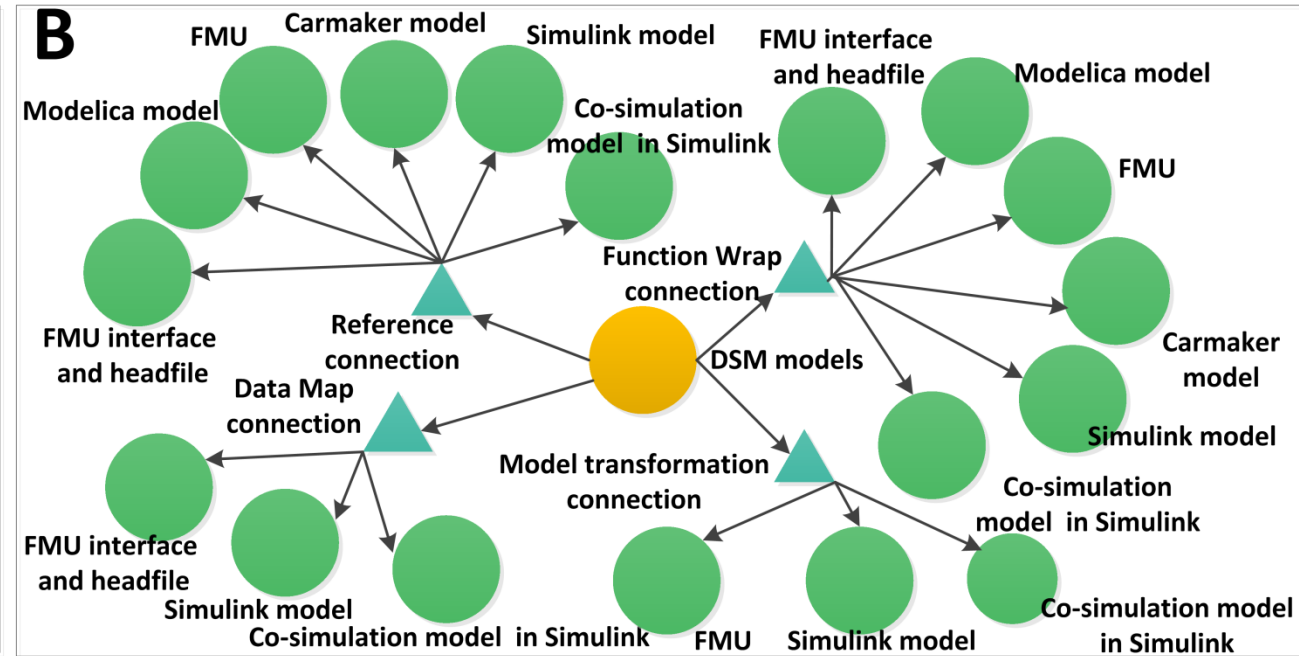 B
FMU
Carmaker model
Simulink model
Modelica model
Co-simulation
model in Simulink
FMU interface
and headfile
Reference
connection
FMU interface
and headfile
Modelica model
FMU
Function Wrap
connection
Carmaker
model
Simulink model
Co-simulation
model in Simulink
DSM models
Data Map
connection
FMU interface
and headfile
Simulink model
Co-simulation model in Simulink
Model transformation
connection
FMU
Simulink model
Co-simulation model
in Simulink